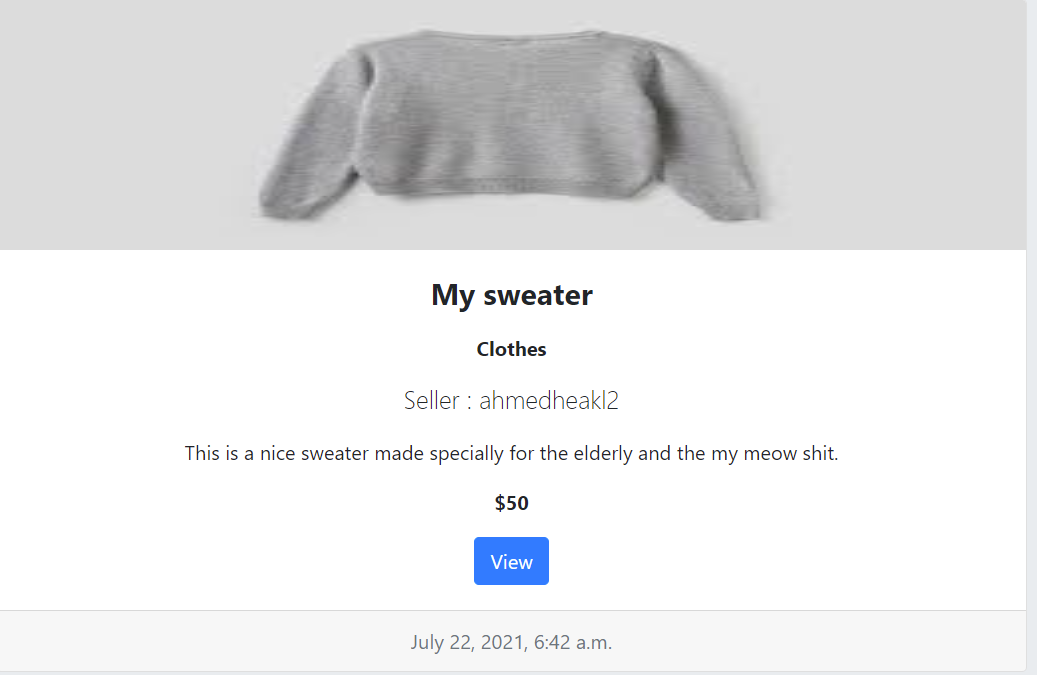 My sweater
Clothes
Seller : ahmedheakl2
This is a nice sweater made specially for the elderly and the my meow shit.
$50
View
July 22, 2021, 6:42 a.m.